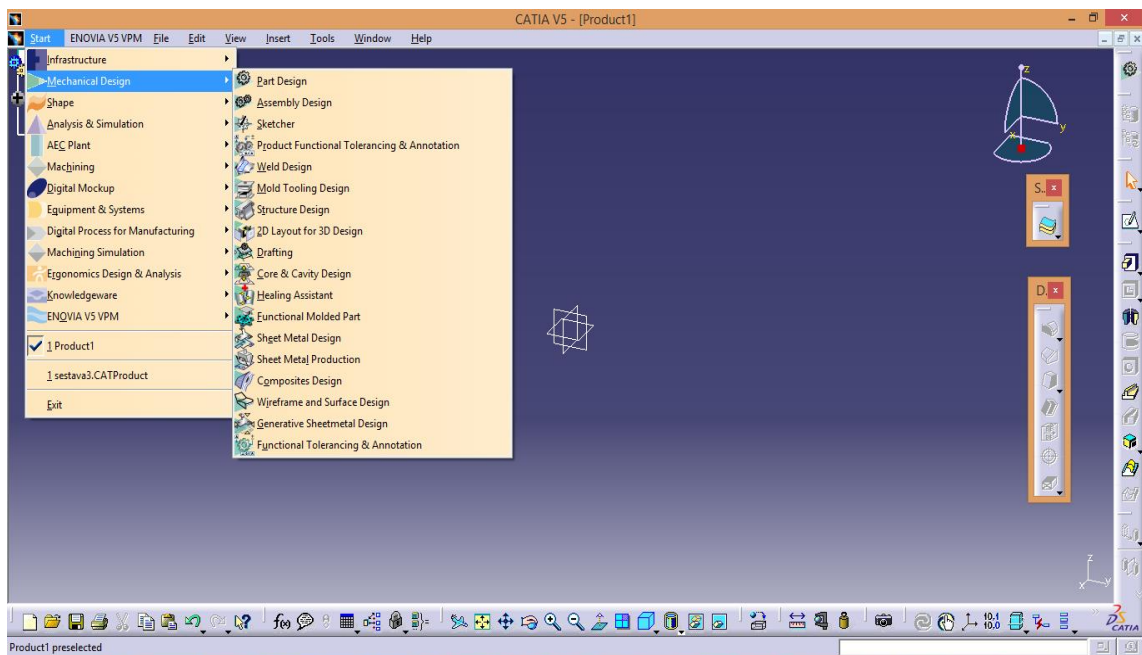 CATIA V5 - [Product1]
Start ENOVIA V5 VPM File Edit View Insert Tools Window Help
Infrastructure
Mechanical Design
Shape
Analysis & Simulation
AEC Plant
Machining
Digital Mockup
Equipment & Systems
Digital Process for Manufacturing
Machining Simulation
Ergonomics Design & Analysis
Knowledgeware
ENOVIA V5 VPM
1 Product1
1 sestava3.CATProduct
Exit
Part Design
Assembly Design
Sketcher
Product Functional Tolerancing & Annotation
Weld Design
Mold Tooling Design
Structure Design
2D Layout for 3D Design
Drafting
Core & Cavity Design
Healing Assistant
Functional Molded Part
Sheet Metal Design
Sheet Metal Production
Composites Design
Wireframe and Surface Design
Generative Sheetmetal Design
Functional Tolerancing & Annotation
z
y
x
S..
D..
z
x y
f(x)
10.1
10.0
CATIA
Product1 preselected